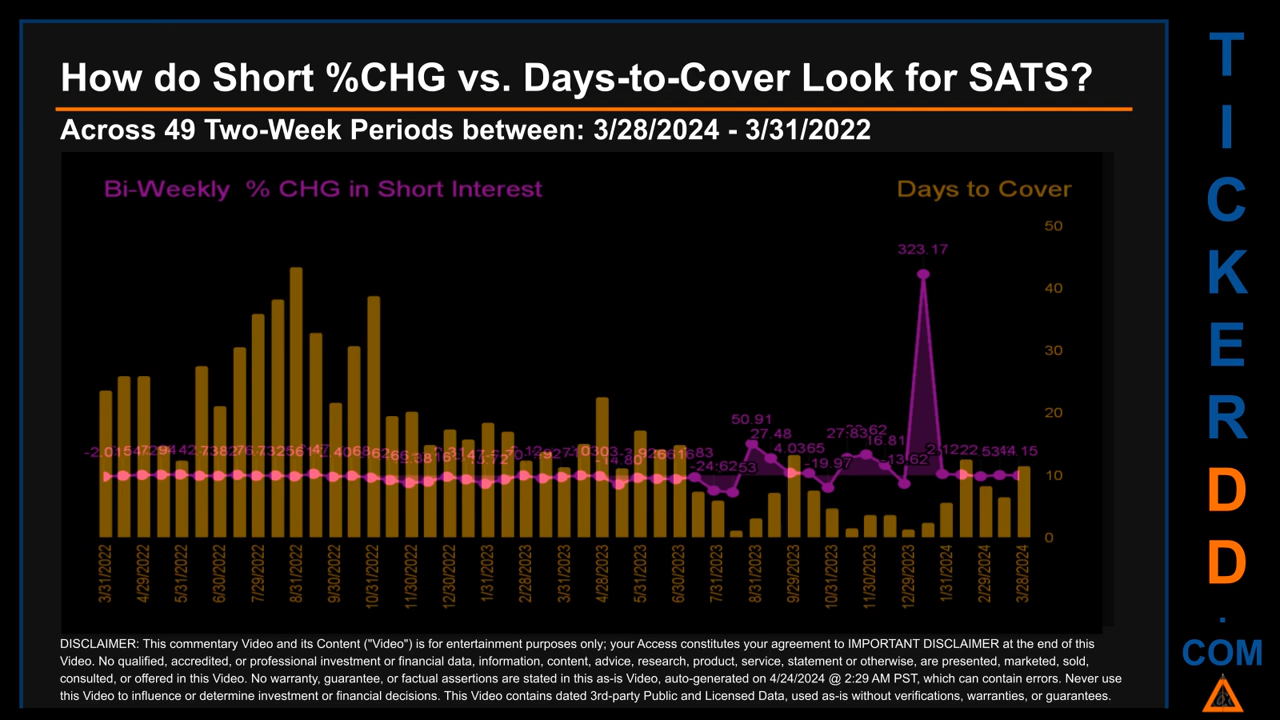 How do Short %CHG vs. Days-to-Cover Look for SATS?
Across 49 Two-Week Periods between: 3/28/2024 - 3/31/2022
Bi-Weekly % CHG in Short Interest
Days to Cover
50
323.17
40
30
20
50.91
27.48
16.81
-19.97
-13.62
10
0
3/31/2022
4/29/2022
5/31/2022
6/30/2022
7/29/2022
8/31/2022
9/30/2022
10/31/2022
11/30/2022
12/30/2022
1/31/2023
2/28/2023
3/31/2023
4/28/2023
5/31/2023
6/30/2023
7/31/2023
8/31/2023
9/29/2023
10/31/2023
11/30/2023
12/29/2023
1/31/2024
2/29/2024
3/28/2024
DISCLAIMER: This commentary Video and its Content ("Video") is for entertainment purposes only; your Access constitutes your agreement to IMPORTANT DISCLAIMER at the end of this
Video. No qualified, accredited, or professional investment or financial data, information, content, advice, research, product, service, statement or otherwise, are presented, marketed, sold,
consulted, or offered in this Video. No warranty, guarantee, or factual assertions are stated in this as-is Video, auto-generated on 4/24/2024 @ 2:29 AM PST, which can contain errors. Never use
this Video to influence or determine investment or financial decisions. This Video contains dated 3rd-party Public and Licensed Data, used as-is without verifications, warranties, or guarantees.
T
I
C
K
E
R
D
D
.
COM